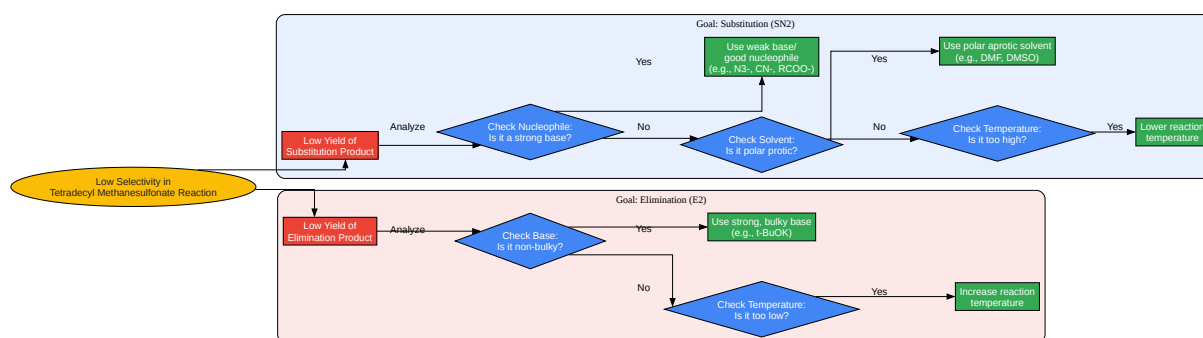 Goal: Substitution (SN2)
Low Selectivity in
Tetradecyl Methanesulfonate Reaction
Low Yield of
Substitution Product
Analyze
Check Nucleophile:
Is it a strong base?
Yes
Use weak base/
good nucleophile
(e.g., N3-, CN-, RCOO-)
No
Check Solvent:
Is it polar protic?
Yes
Use polar aprotic solvent
(e.g., DMF, DMSO)
No
Check Temperature:
Is it too high?
Yes
Lower reaction
temperature
Goal: Elimination (E2)
Low Yield of
Elimination Product
Analyze
Check Base:
Is it non-bulky?
Yes
Use strong, bulky base
(e.g., t-BuOK)
No
Check Temperature:
Is it too low?
Yes
Increase reaction
temperature